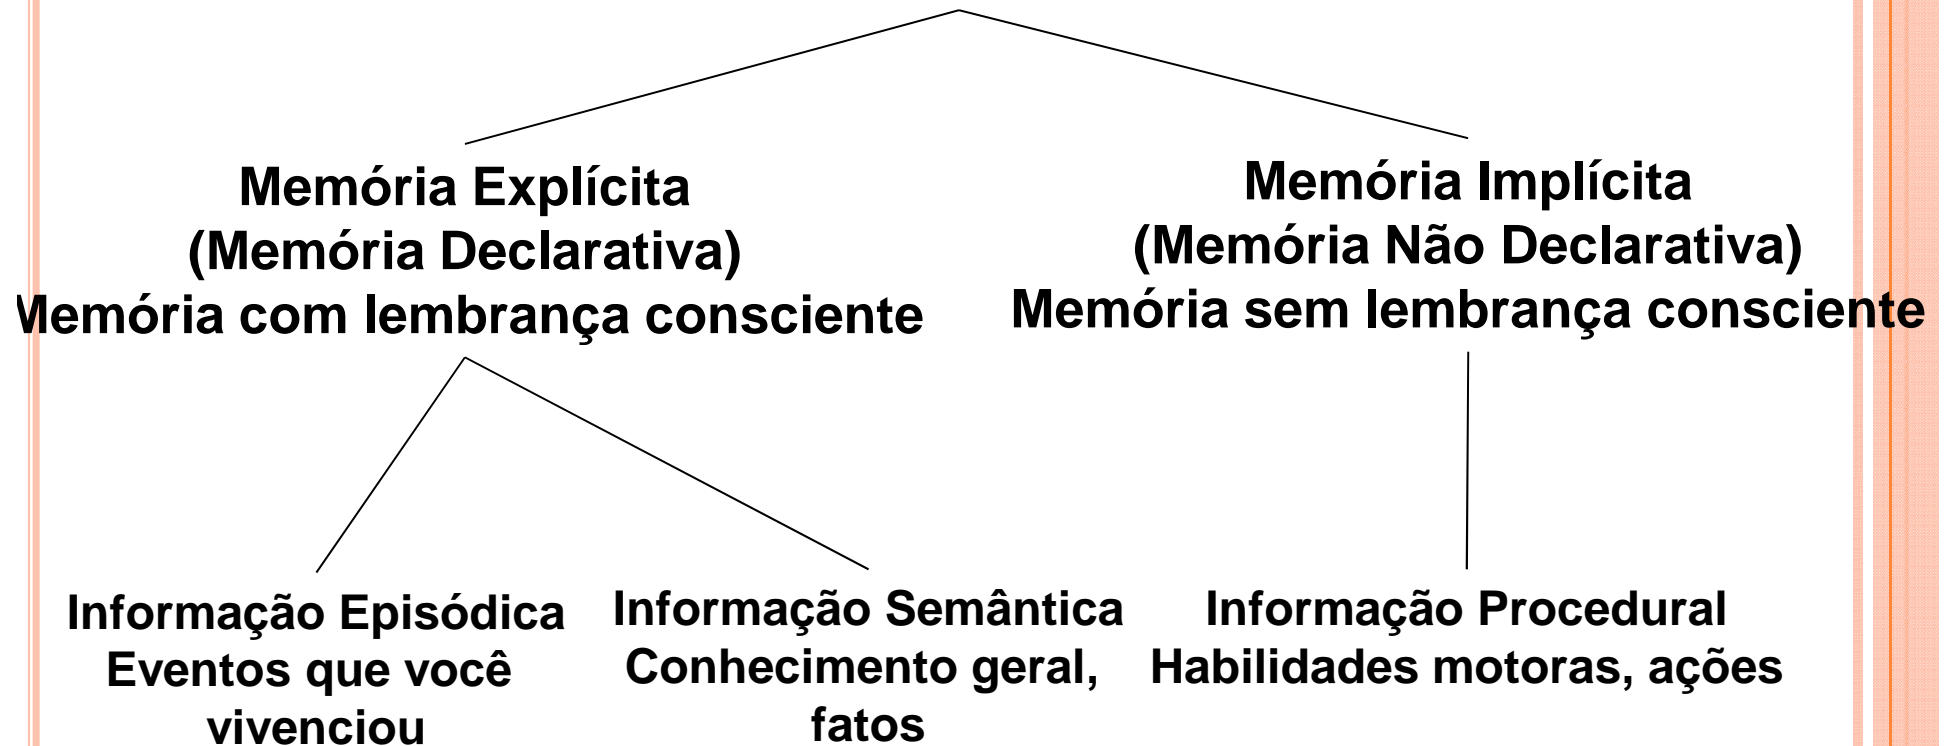 Memória Explícita
(Memória Declarativa)
Memória com lembrança consciente
Memória Implícita
(Memória Não Declarativa)
Memória sem lembrança consciente
Informação Episódica
Eventos que você
vivenciou
Informação Semântica
Conhecimento geral,
fatos
Informação Procedural
Habilidades motoras, ações